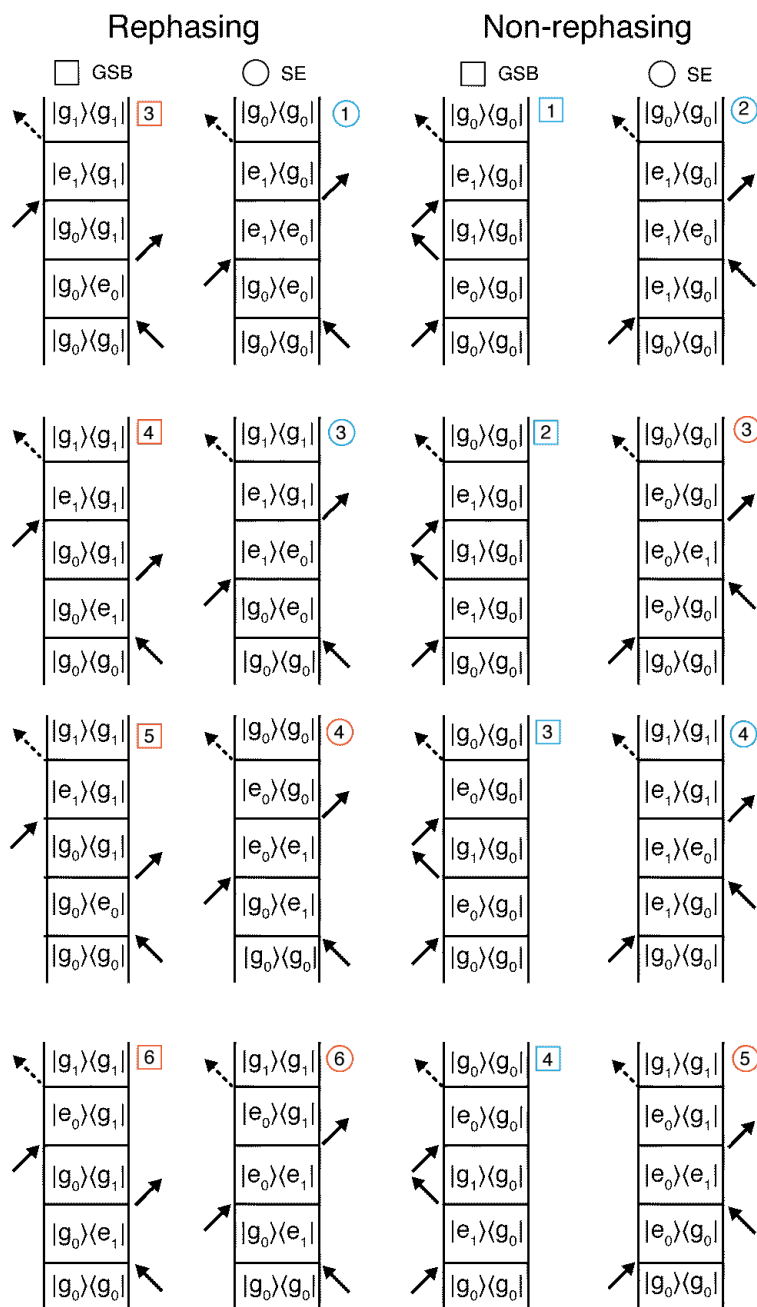 Rephasing Non-rephasing
GSB SE GSB SE
|g₁⟩⟨g₁| 3 |g₀⟩⟨g₀| 1 |g₀⟩⟨g₀| 1 |g₀⟩⟨g₀| 2
|e₁⟩⟨g₁| |e₁⟩⟨g₀| |e₁⟩⟨g₀| |e₁⟩⟨g₀|
|g₀⟩⟨g₁| |e₁⟩⟨e₀| |g₁⟩⟨g₀| |e₁⟩⟨e₀|
|g₀⟩⟨e₀| |g₀⟩⟨e₀| |e₀⟩⟨g₀| |e₁⟩⟨g₀|
|g₀⟩⟨g₀| |g₀⟩⟨g₀| |g₀⟩⟨g₀| |g₀⟩⟨g₀|
|g₁⟩⟨g₁| 4 |g₁⟩⟨g₁| 3 |g₀⟩⟨g₀| 2 |g₀⟩⟨g₀| 3
|e₁⟩⟨g₁| |e₁⟩⟨g₁| |e₁⟩⟨g₀| |e₀⟩⟨g₀|
|g₀⟩⟨g₁| |e₁⟩⟨e₀| |g₁⟩⟨g₀| |e₀⟩⟨e₁|
|g₀⟩⟨e₁| |g₀⟩⟨e₀| |e₁⟩⟨g₀| |e₀⟩⟨g₀|
|g₀⟩⟨g₀| |g₀⟩⟨g₀| |g₀⟩⟨g₀| |g₀⟩⟨g₀|
|g₁⟩⟨g₁| 5 |g₀⟩⟨g₀| 4 |g₀⟩⟨g₀| 3 |g₁⟩⟨g₁| 4
|e₁⟩⟨g₁| |e₀⟩⟨g₀| |e₀⟩⟨g₀| |e₁⟩⟨g₁|
|g₀⟩⟨g₁| |e₀⟩⟨e₁| |g₁⟩⟨g₀| |e₁⟩⟨e₀|
|g₀⟩⟨e₀| |g₀⟩⟨e₁| |e₀⟩⟨g₀| |e₁⟩⟨g₀|
|g₀⟩⟨g₀| |g₀⟩⟨g₀| |g₀⟩⟨g₀| |g₀⟩⟨g₀|
|g₁⟩⟨g₁| 6 |g₁⟩⟨g₁| 6 |g₀⟩⟨g₀| 4 |g₁⟩⟨g₁| 5
|e₀⟩⟨g₁| |e₀⟩⟨g₁| |e₀⟩⟨g₀| |e₀⟩⟨g₁|
|g₀⟩⟨g₁| |e₀⟩⟨e₁| |g₁⟩⟨g₀| |e₀⟩⟨e₁|
|g₀⟩⟨e₁| |g₀⟩⟨e₁| |e₁⟩⟨g₀| |e₀⟩⟨g₀|
|g₀⟩⟨g₀| |g₀⟩⟨g₀| |g₀⟩⟨g₀| |g₀⟩⟨g₀|